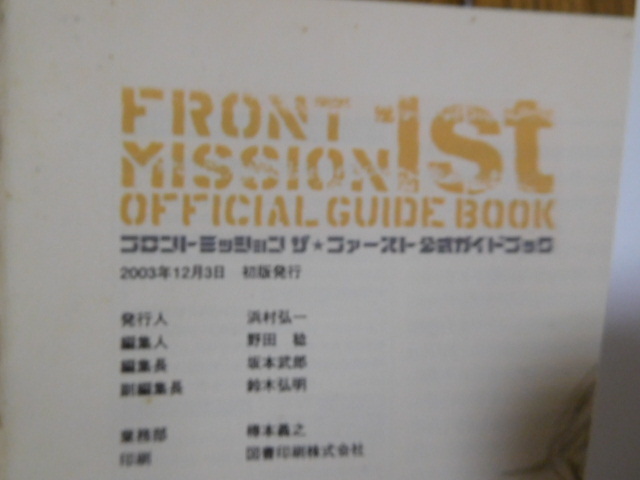 FRONT MISSION THE 1st
OFFICIAL GUIDE BOOK
フロントミッション ザ★ファースト 公式ガイドブック
2003年12月3日 初版発行
発行人 浜村弘一
編集人 野田 稔
編集長 坂本武郎
副編集長 鈴木弘明
業務部 樽本義之
印刷 図書印刷株式会社